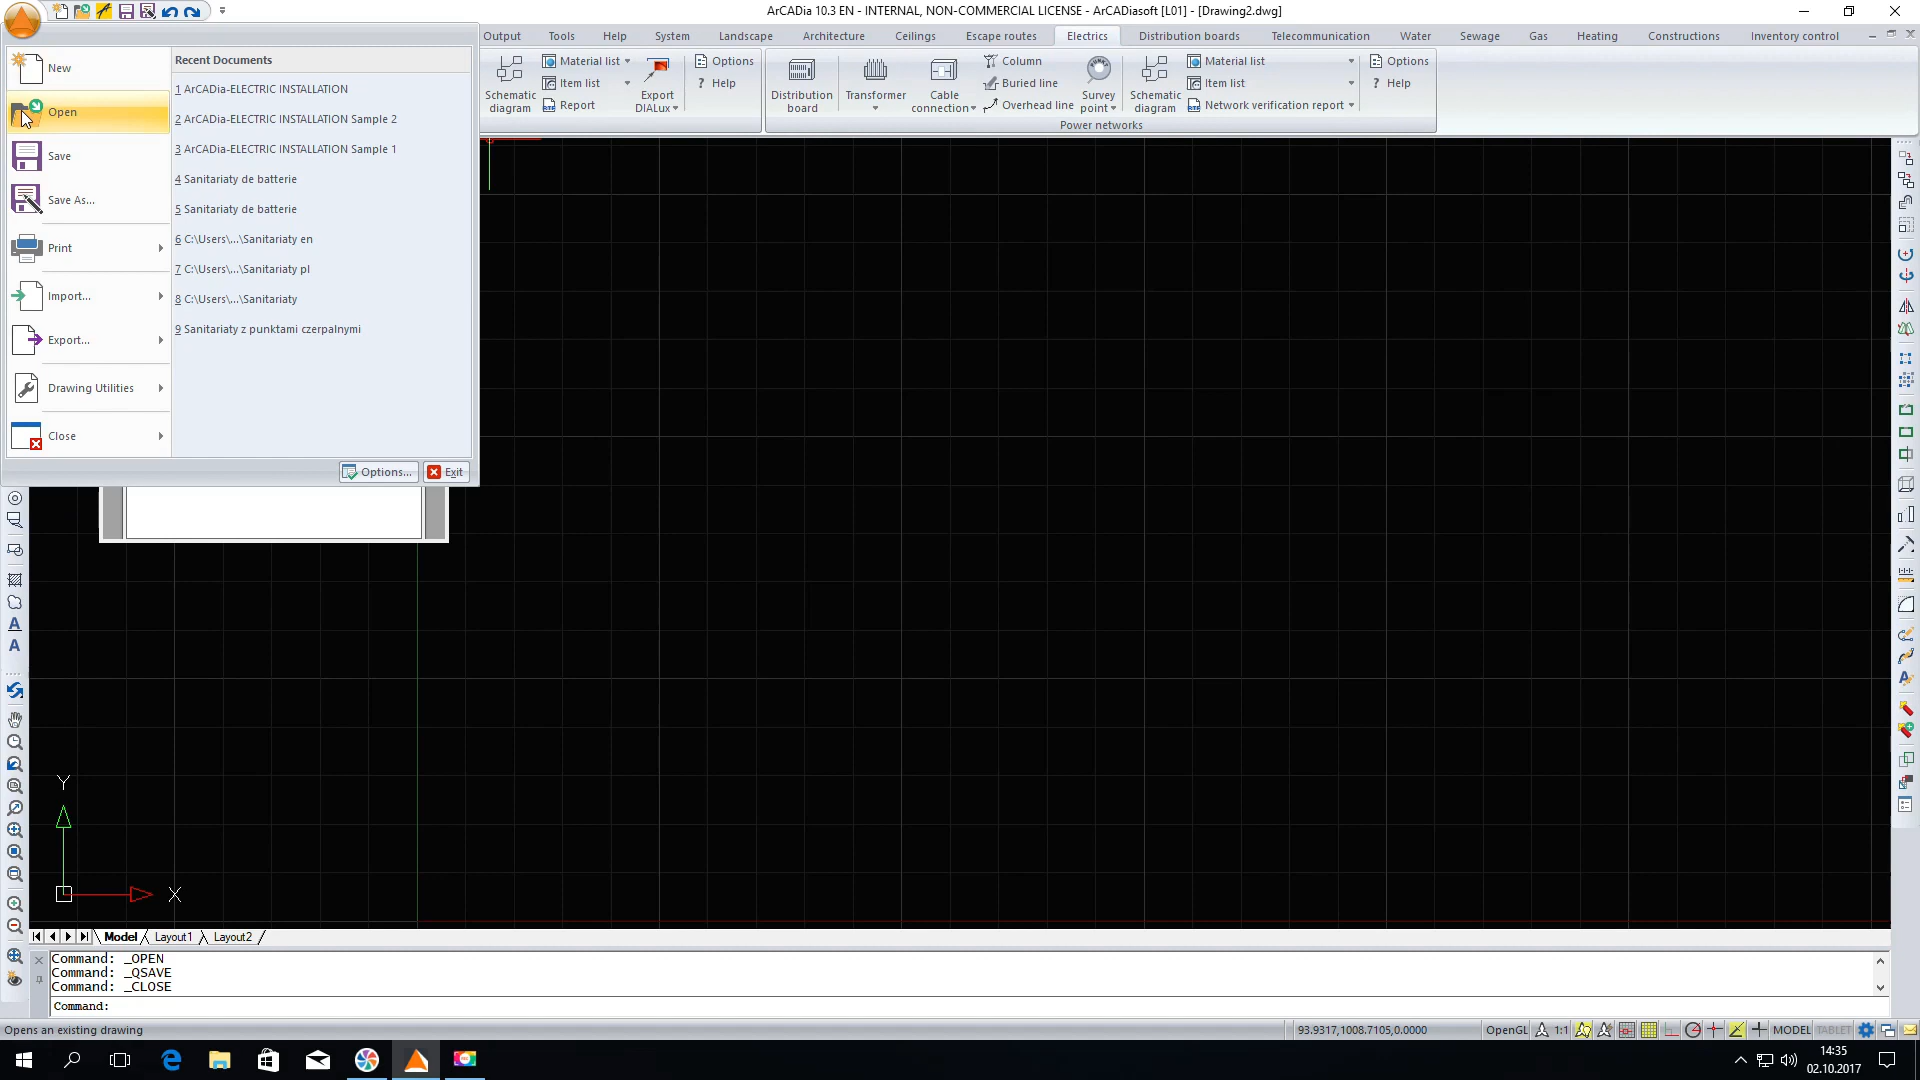 ArCADia 10.3 EN - INTERNAL, NON-COMMERCIAL LICENSE - ArCADiasoft [L01] - [Drawing2.dwg]
Output Tools Help System Landscape Architecture Ceilings Escape routes Electrics Distribution boards Telecommunication Water Sewage Gas Heating Constructions Inventory control
New
Open
Save
Save As...
Print
Import...
Export...
Drawing Utilities
Close
Recent Documents
1 ArCADia-ELECTRIC INSTALLATION
2 ArCADia-ELECTRIC INSTALLATION Sample 2
3 ArCADia-ELECTRIC INSTALLATION Sample 1
4 Sanitariaty de batterie
5 Sanitariaty de batterie
6 C:\Users\...\Sanitariaty en
7 C:\Users\...\Sanitariaty pl
8 C:\Users\...\Sanitariaty
9 Sanitariaty z punktami czerpalnymi
Options... Exit
Schematic
diagram
Material list
Item list
Report
Export
DIALux
Options
? Help
Distribution
board
Transformer
Cable
connection
Column
Buried line
Overhead line
Survey
point
Schematic
diagram
Material list
Item list
Network verification report
Options
? Help
Power networks
Y
X
Model Layout1 Layout2
Command: _OPEN
Command: _QSAVE
Command: _CLOSE
Command:
Opens an existing drawing
93.9317,1008.7105,0.0000
OpenGL 1:1 MODEL TABLET
14:35
02.10.2017